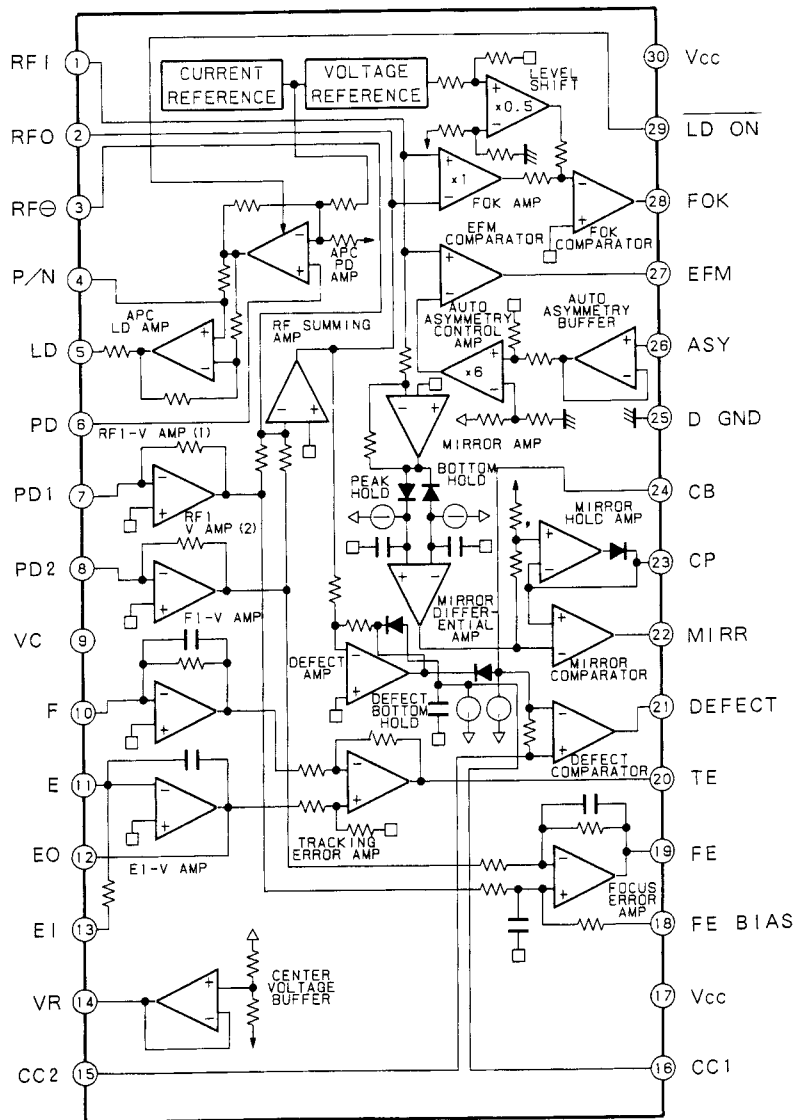 RFI 1
RFO 2
RF⊖ 3
P/N 4
LD 5
PD 6
PD1 7
PD2 8
VC 9
F 10
E 11
EO 12
EI 13
VR 14
CC2 15
30 Vcc
29 LD ON
28 FOK
27 EFM
26 ASY
25 D GND
24 CB
23 CP
22 MIRR
21 DEFECT
20 TE
19 FE
18 FE BIAS
17 Vcc
16 CC1
CURRENT
REFERENCE
VOLTAGE
REFERENCE
LEVEL
SHIFT
+
×0.5
−
+
×1
−
FOK AMP
−
+
FOK COMPARATOR
EFM
COMPARATOR
+
−
−
+
APC
PD
AMP
APC
LD AMP
+
−
RF SUMMING
AMP
−
+
AUTO
ASYMMETRY
CONTROL
AMP
+
×6
−
AUTO
ASYMMETRY
BUFFER
+
−
−
+
MIRROR AMP
RF I-V AMP(1)
−
+
RF I
V AMP(2)
−
+
PEAK
HOLD
BOTTOM
HOLD
+
−
MIRROR
DIFFER-
ENTIAL
AMP
MIRROR
HOLD AMP
+
−
+
−
MIRROR
COMPARATOR
F I-V AMP
−
+
DEFECT
AMP
−
+
DEFECT
BOTTOM
HOLD
−
+
DEFECT
COMPARATOR
−
+
E I-V AMP
−
+
TRACKING
ERROR AMP
−
+
FOCUS
ERROR
AMP
+
−
CENTER
VOLTAGE
BUFFER